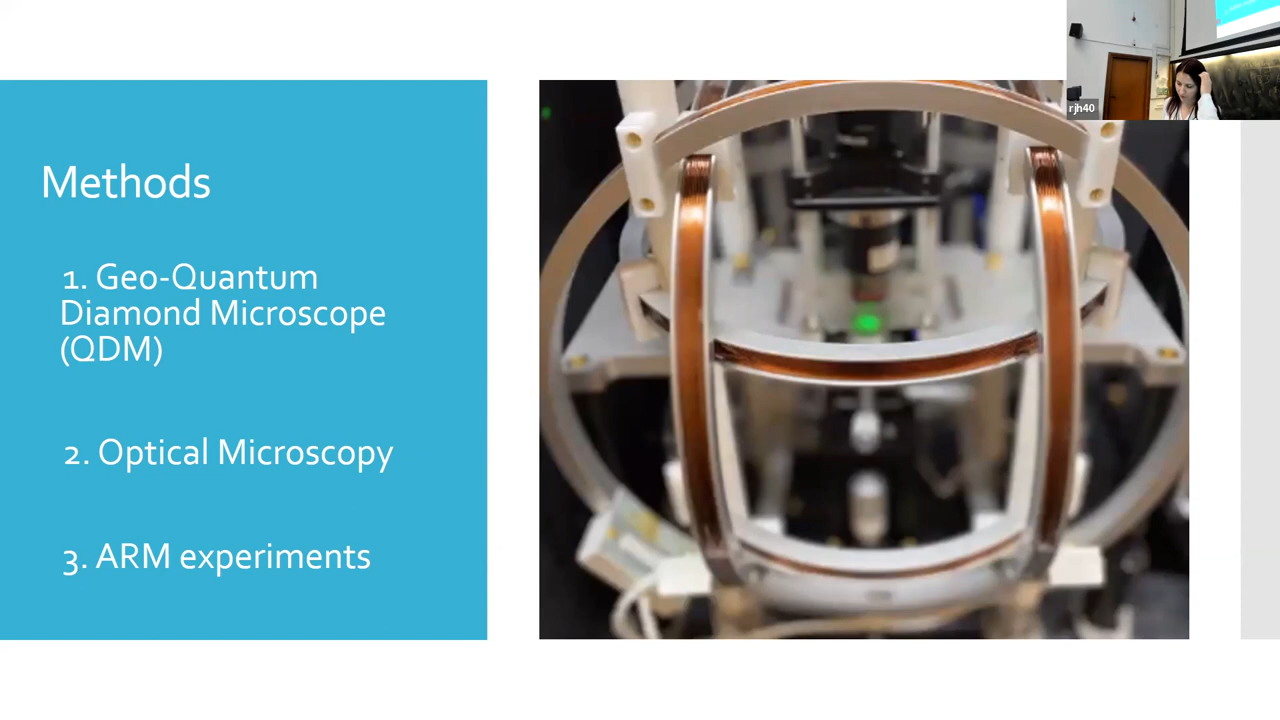 Methods
1. Geo-Quantum
Diamond Microscope
(QDM)
2. Optical Microscopy
3. ARM experiments
rjh40